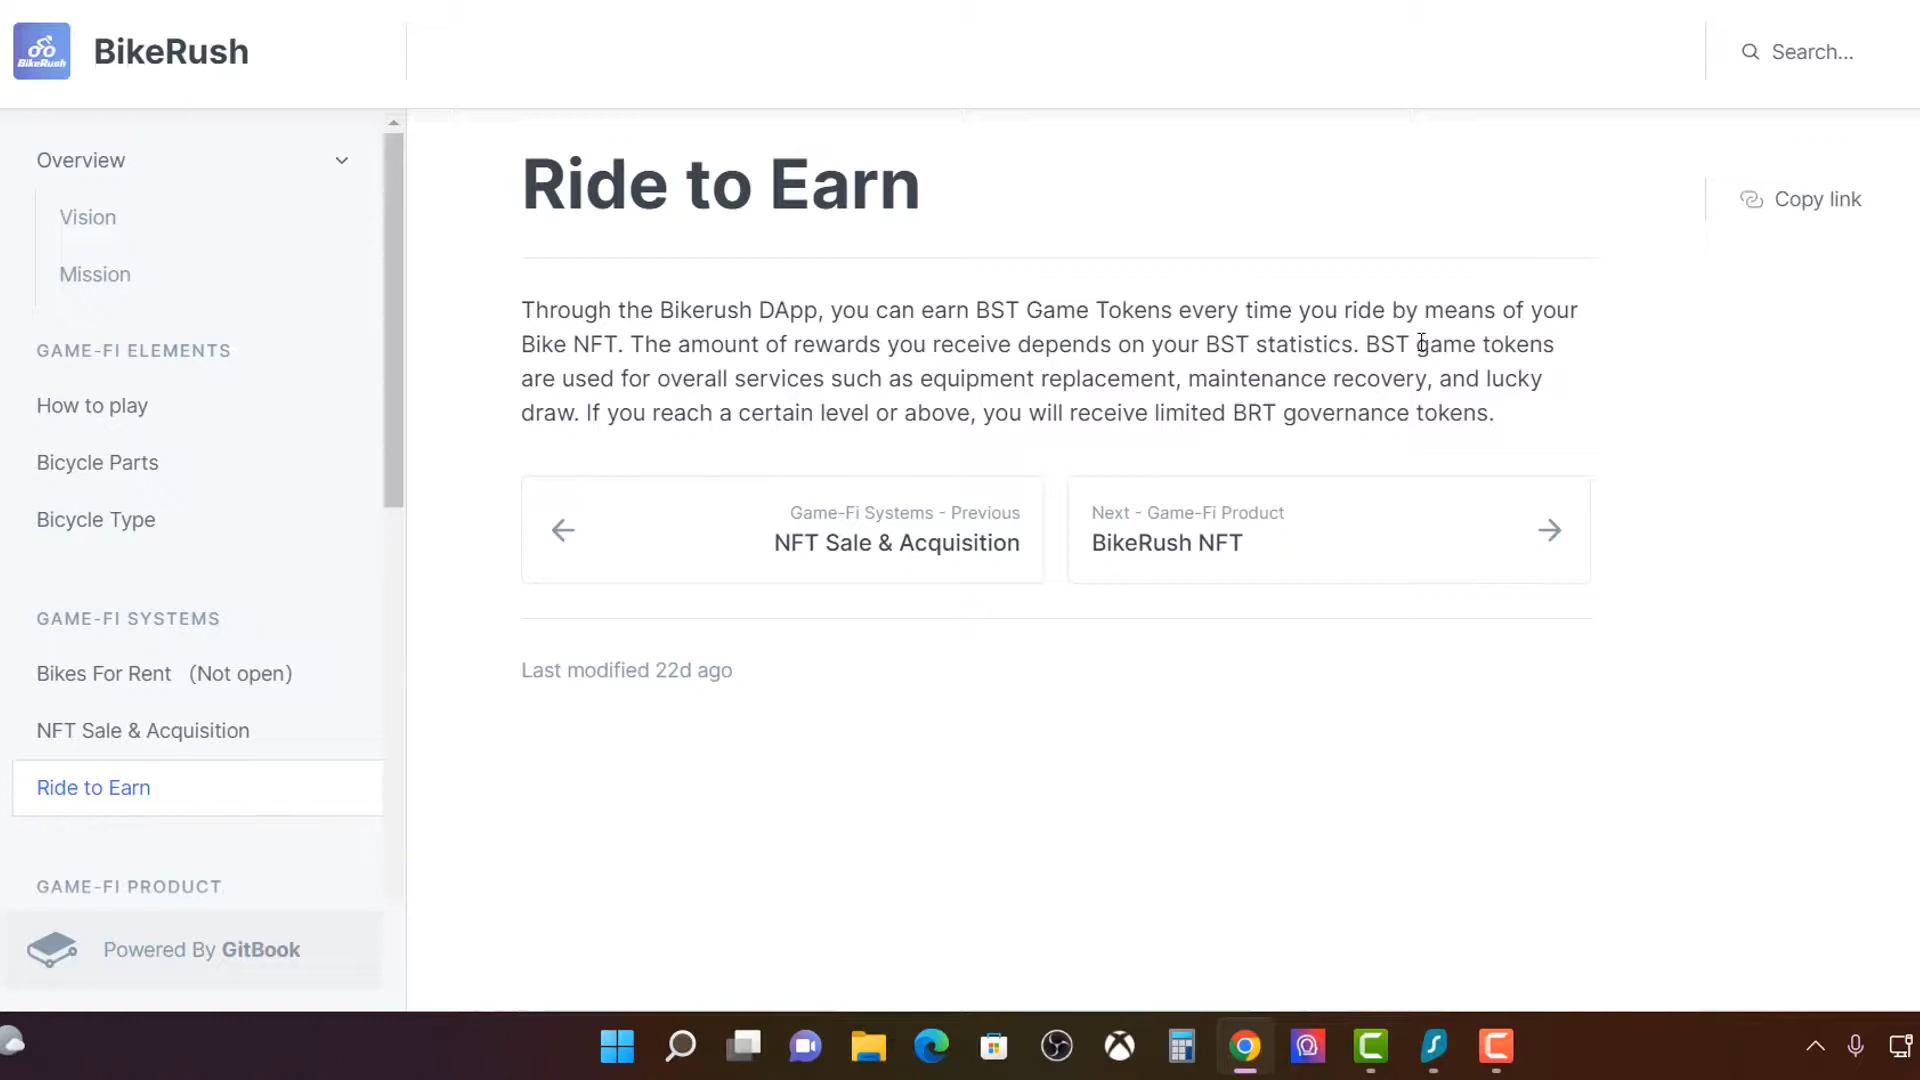 BikeRush
BikeRush
Search...
Overview
Vision
Mission
GAME-FI ELEMENTS
How to play
Bicycle Parts
Bicycle Type
GAME-FI SYSTEMS
Bikes For Rent (Not open)
NFT Sale & Acquisition
Ride to Earn
GAME-FI PRODUCT
Powered By GitBook
Ride to Earn
Copy link
Through the Bikerush DApp, you can earn BST Game Tokens every time you ride by means of your
Bike NFT. The amount of rewards you receive depends on your BST statistics. BST game tokens
are used for overall services such as equipment replacement, maintenance recovery, and lucky
draw. If you reach a certain level or above, you will receive limited BRT governance tokens.
Game-Fi Systems - Previous
NFT Sale & Acquisition
Next - Game-Fi Product
BikeRush NFT
Last modified 22d ago